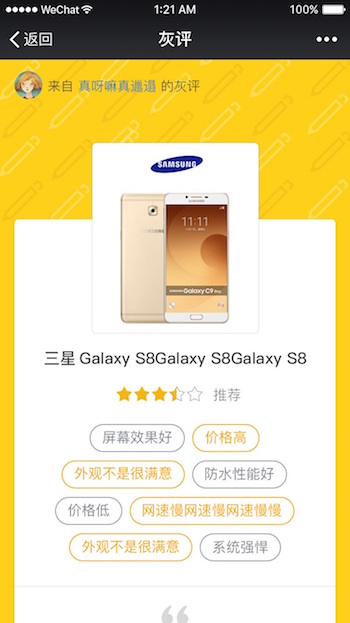 WeChat 1:21 AM 100%
返回 灰评 •••
来自 真呀嘛真邋遢 的灰评
SAMSUNG
11:11
SAMSUNG
Galaxy C9 Pro
三星 Galaxy S8Galaxy S8Galaxy S8
推荐
屏幕效果好 价格高
外观不是很满意 防水性能好
价格低 网速慢网速慢网速慢慢
外观不是很满意 系统强悍